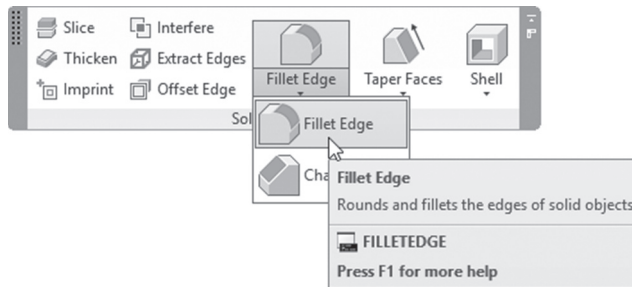 Slice Interfere
Thicken Extract Edges Fillet Edge Taper Faces Shell
Imprint Offset Edge
Sol
Fillet Edge
Cha
Fillet Edge
Rounds and fillets the edges of solid objects
FILLETEDGE
Press F1 for more help